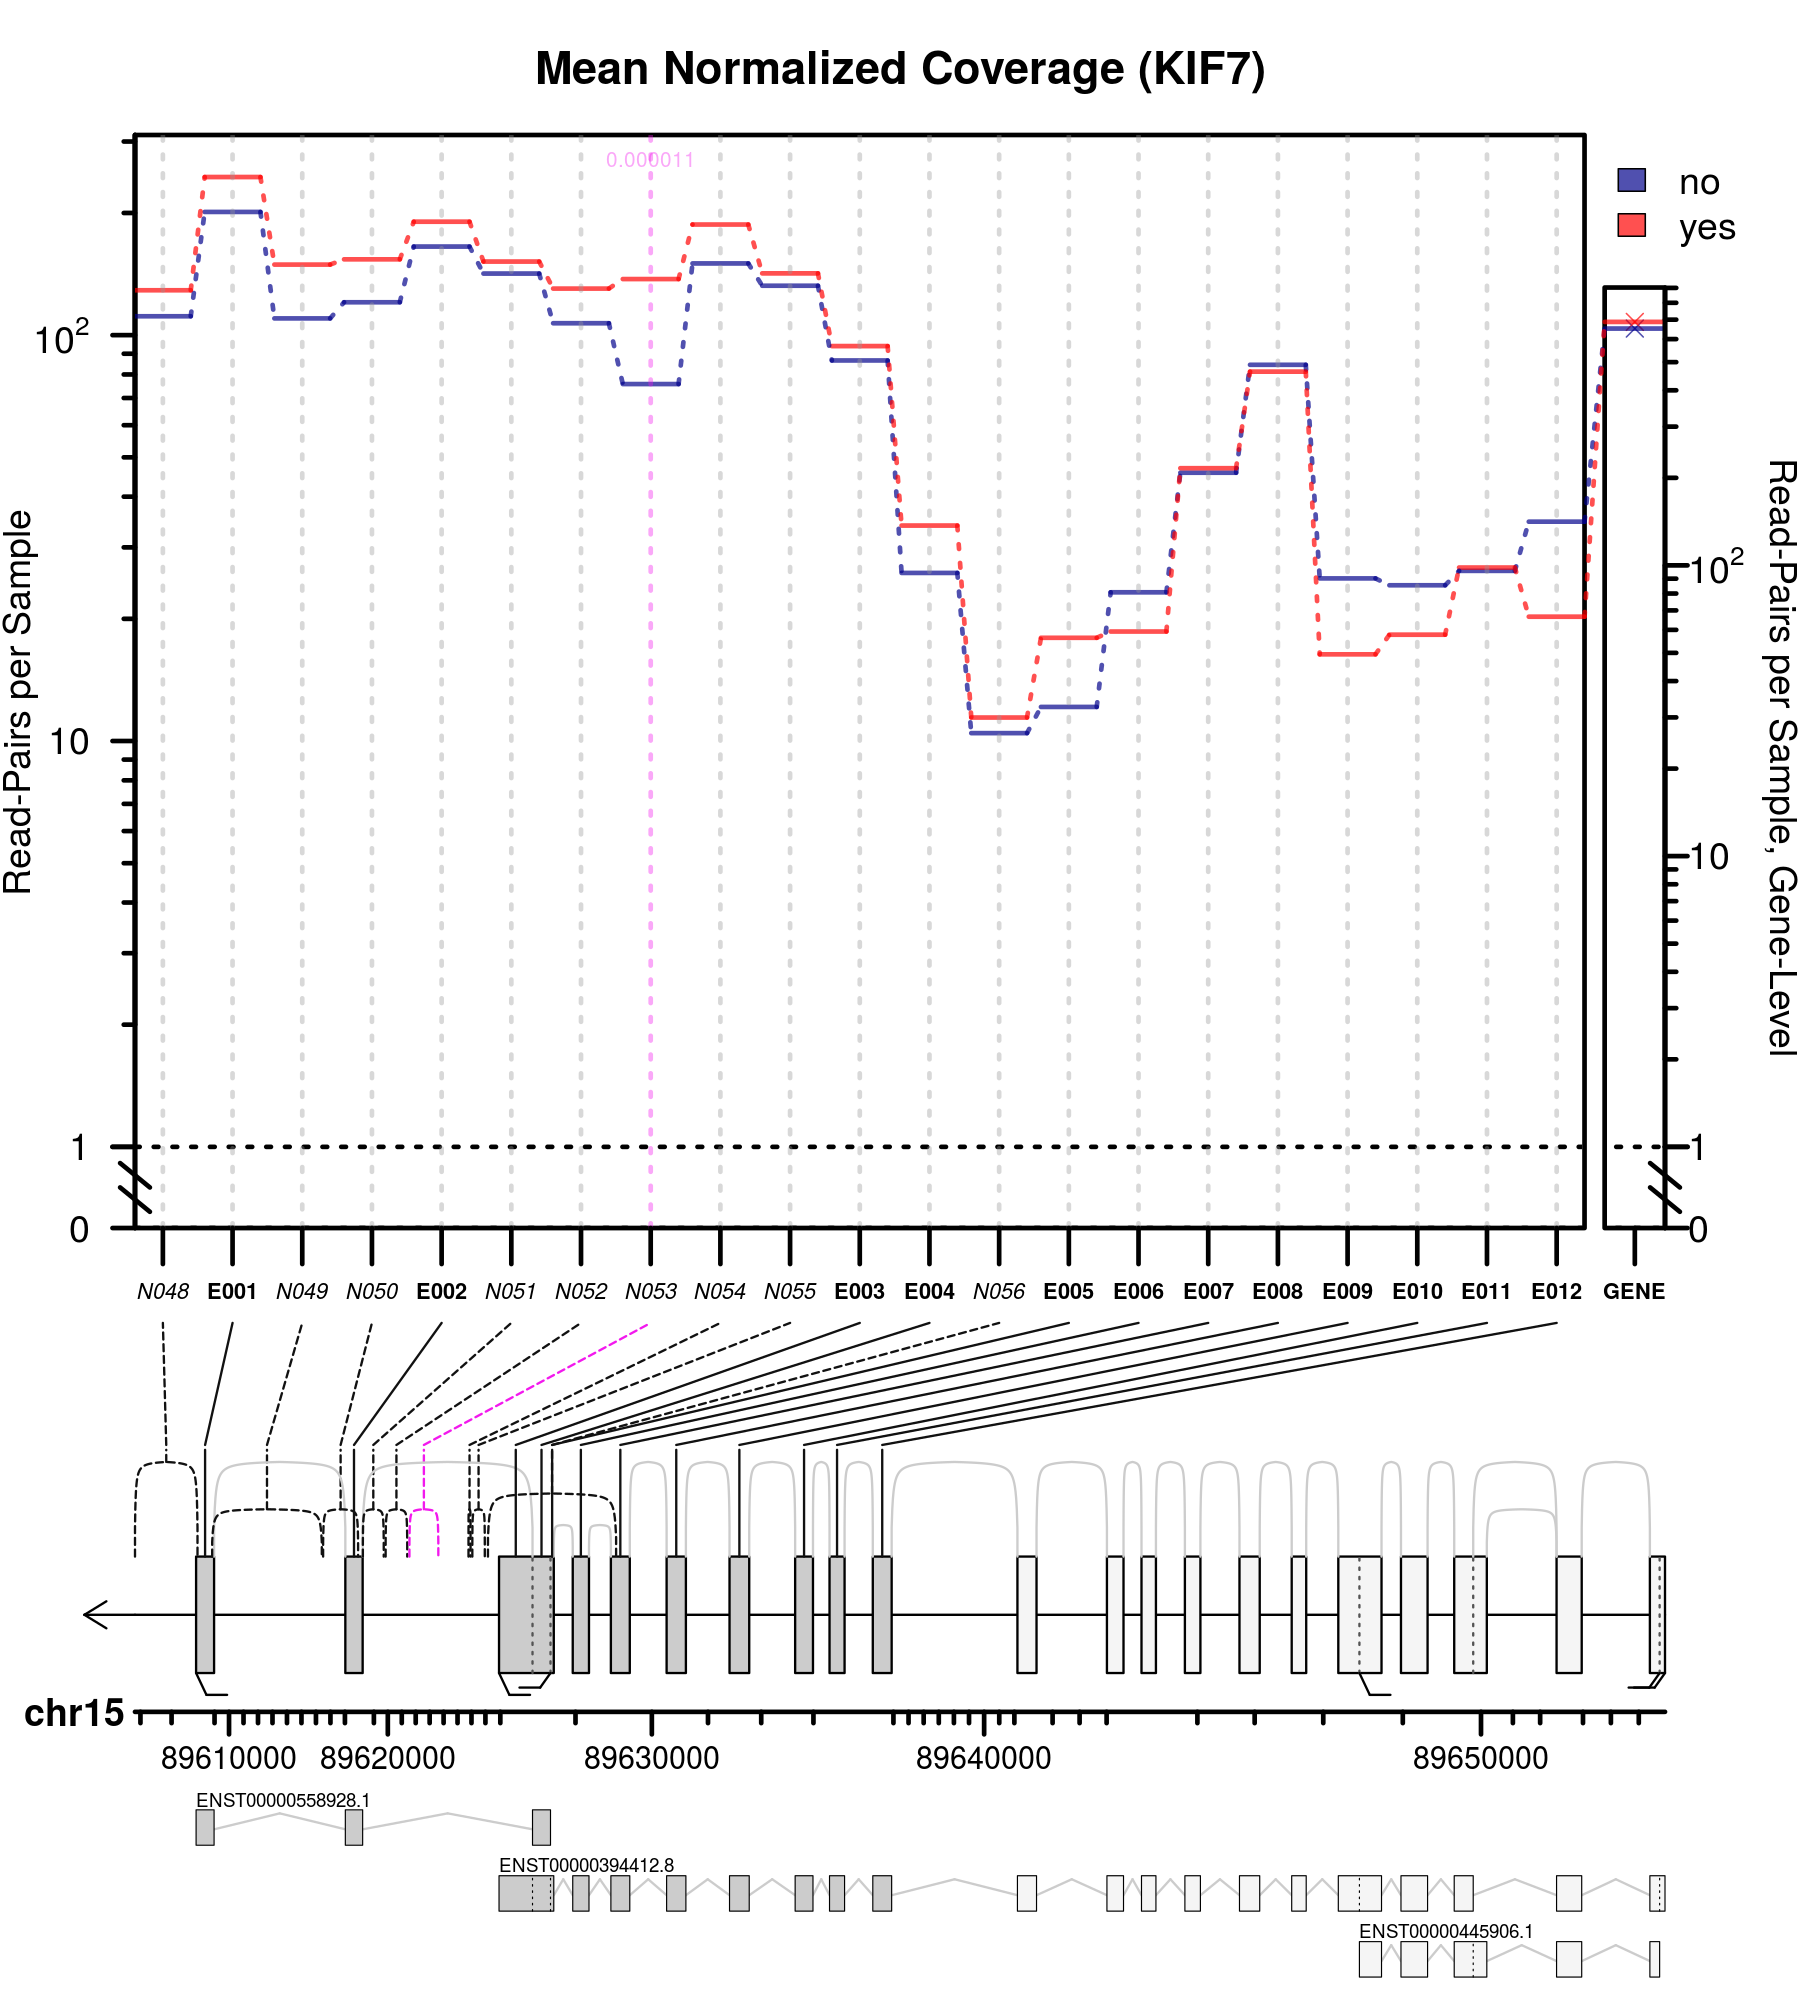 Mean Normalized Coverage (KIF7)
0.000011
no
yes
Read-Pairs per Sample
10²
10
1
0
Read-Pairs per Sample, Gene-Level
10²
10
1
0
N048 E001 N049 N050 E002 N051 N052 N053 N054 N055 E003 E004 N056 E005 E006 E007 E008 E009 E010 E011 E012 GENE
chr15
89610000 89620000 89630000 89640000 89650000
ENST00000558928.1
ENST00000394412.8
ENST00000445906.1